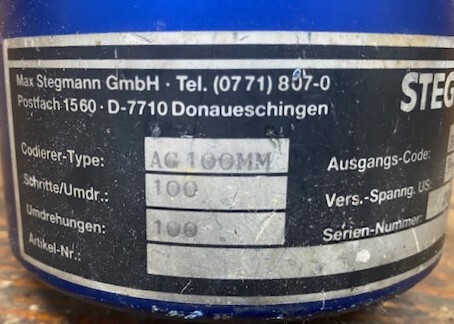 Max Stegmann GmbH · Tel. (0771) 807-0
Postfach 1560 · D-7710 Donaueschingen
STEG
Codierer-Type: AG 100MM
Schritte/Umdr.: 100
Umdrehungen: 100
Artikel-Nr.:
Ausgangs-Code:
Vers.-Spanng. US:
Serien-Nummer: